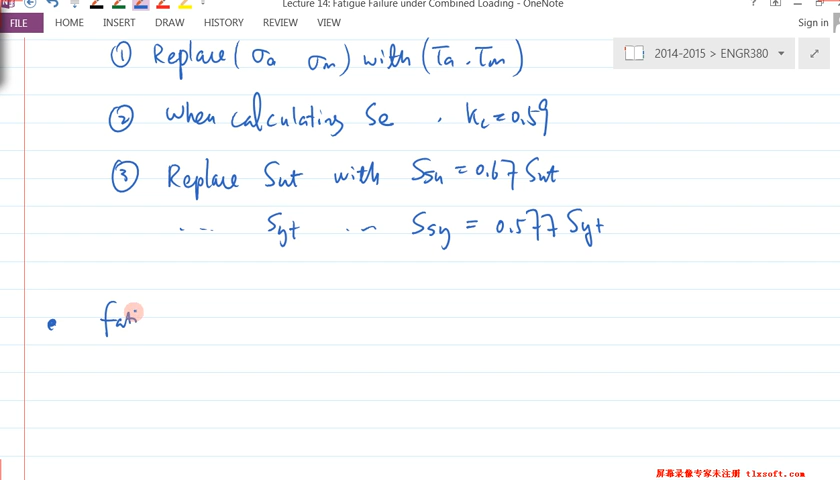 Lecture 14: Fatigue Failure under Combined Loading - OneNote
FILE HOME INSERT DRAW HISTORY REVIEW VIEW
Sign in
2014-2015 > ENGR380
① Replace (σa σm) with (τa . τm)
② When calculating Se . kc = 0.59
③ Replace Sut with Ssu = 0.67 Sut
... Syt ... Ssy = 0.577 Syt
• fati
屏幕录像专家未注册 tlxsoft.com